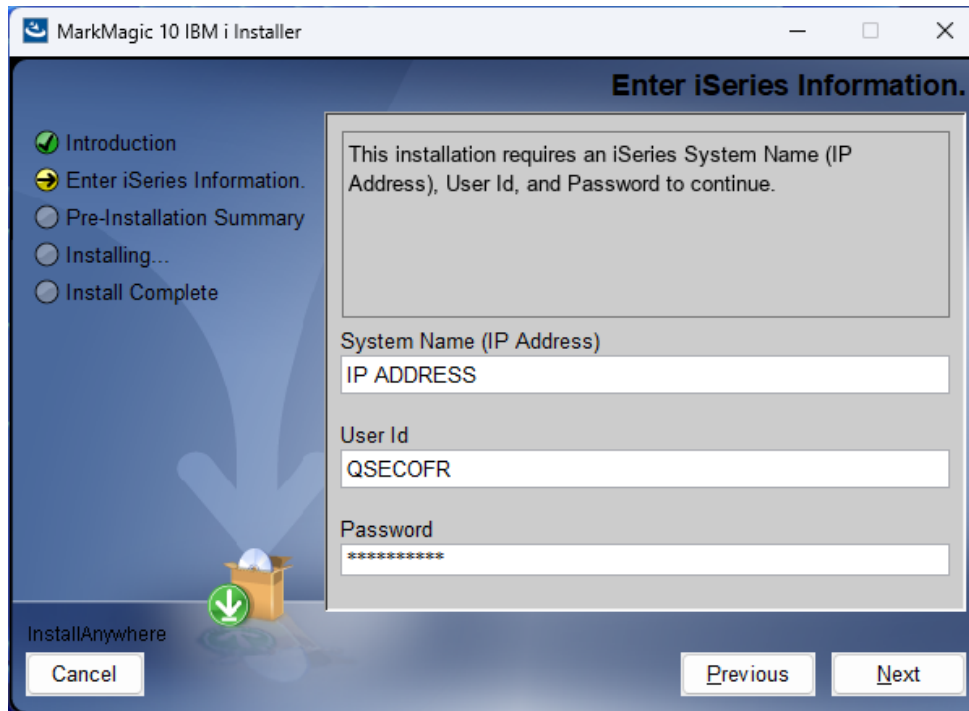 MarkMagic 10 IBM i Installer
Enter iSeries Information.
Introduction
Enter iSeries Information.
Pre-Installation Summary
Installing...
Install Complete
This installation requires an iSeries System Name (IP
Address), User Id, and Password to continue.
System Name (IP Address)
IP ADDRESS
User Id
QSECOFR
Password
**********
InstallAnywhere
Cancel
Previous
Next